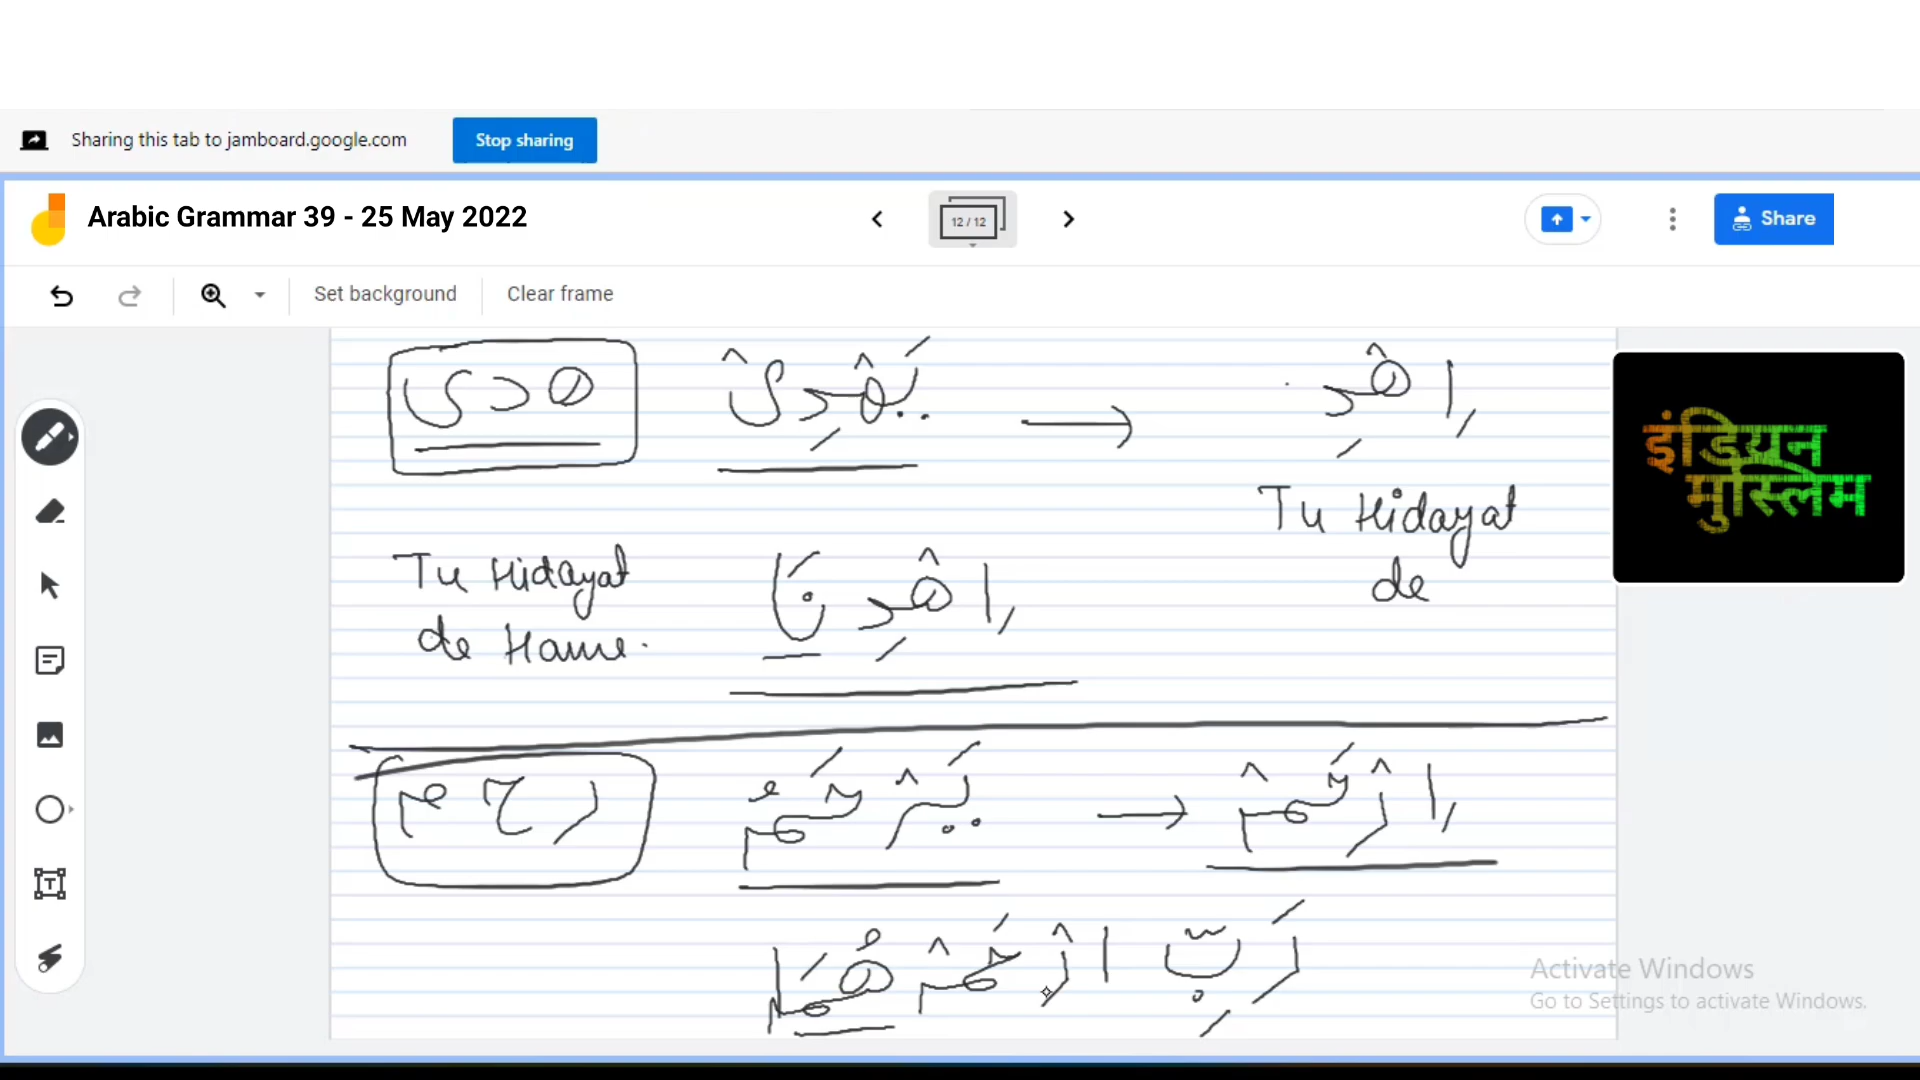 Sharing this tab to jamboard.google.com Stop sharing
Arabic Grammar 39 - 25 May 2022
12 / 12
Share
Set background Clear frame
ھ د ی يَهْدِیْ → اِهْدِ
Tu Hidayat de
इंडियन मुस्लिम
Tu Hidayat de Hame. اِهْدِ نَا
ر ح م يَرْحَمُ → اِرْحَمْ
رَبِّ ارْحَمْهُمَا
Activate Windows
Go to Settings to activate Windows.